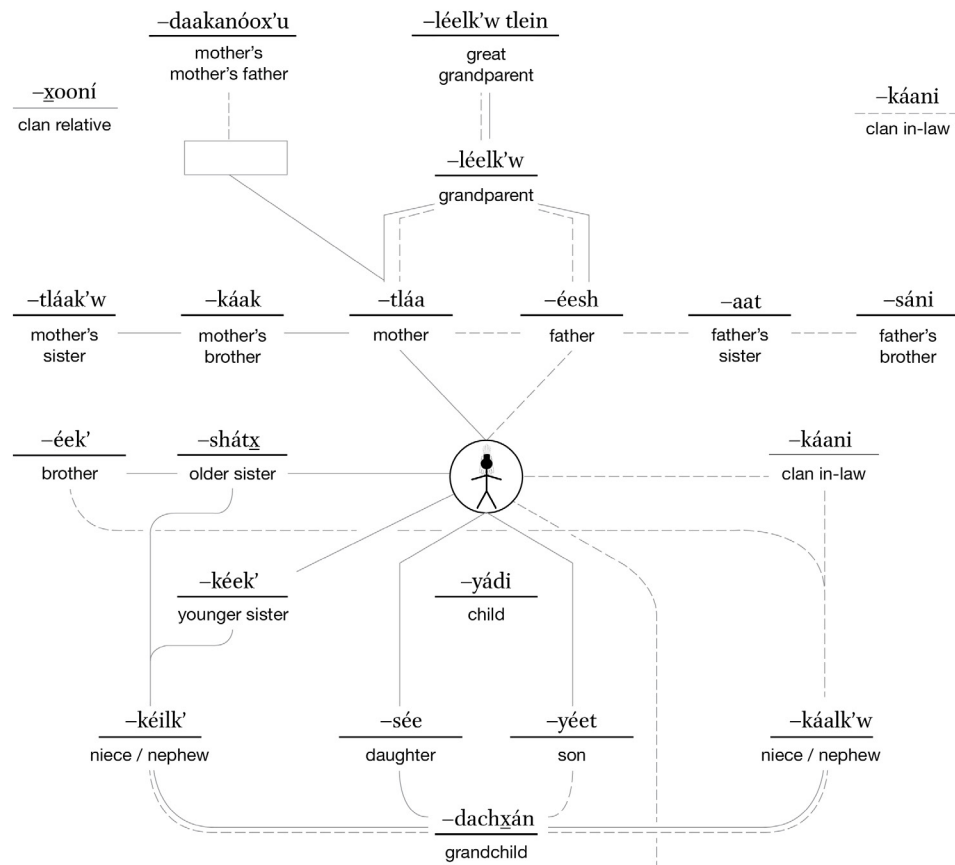 –daakanóox’u
mother’s
mother’s father
–léelk’w tlein
great
grandparent
–x̲ooní
clan relative
–káani
clan in-law
–léelk’w
grandparent
–tláak’w
mother’s
sister
–káak
mother’s
brother
–tláa
mother
–éesh
father
–aat
father’s
sister
–sáni
father’s
brother
–éek’
brother
–shátx̲
older sister
–káani
clan in-law
–kéek’
younger sister
–yádi
child
–kéilk’
niece / nephew
–sée
daughter
–yéet
son
–káalk’w
niece / nephew
–dachx̲án
grandchild